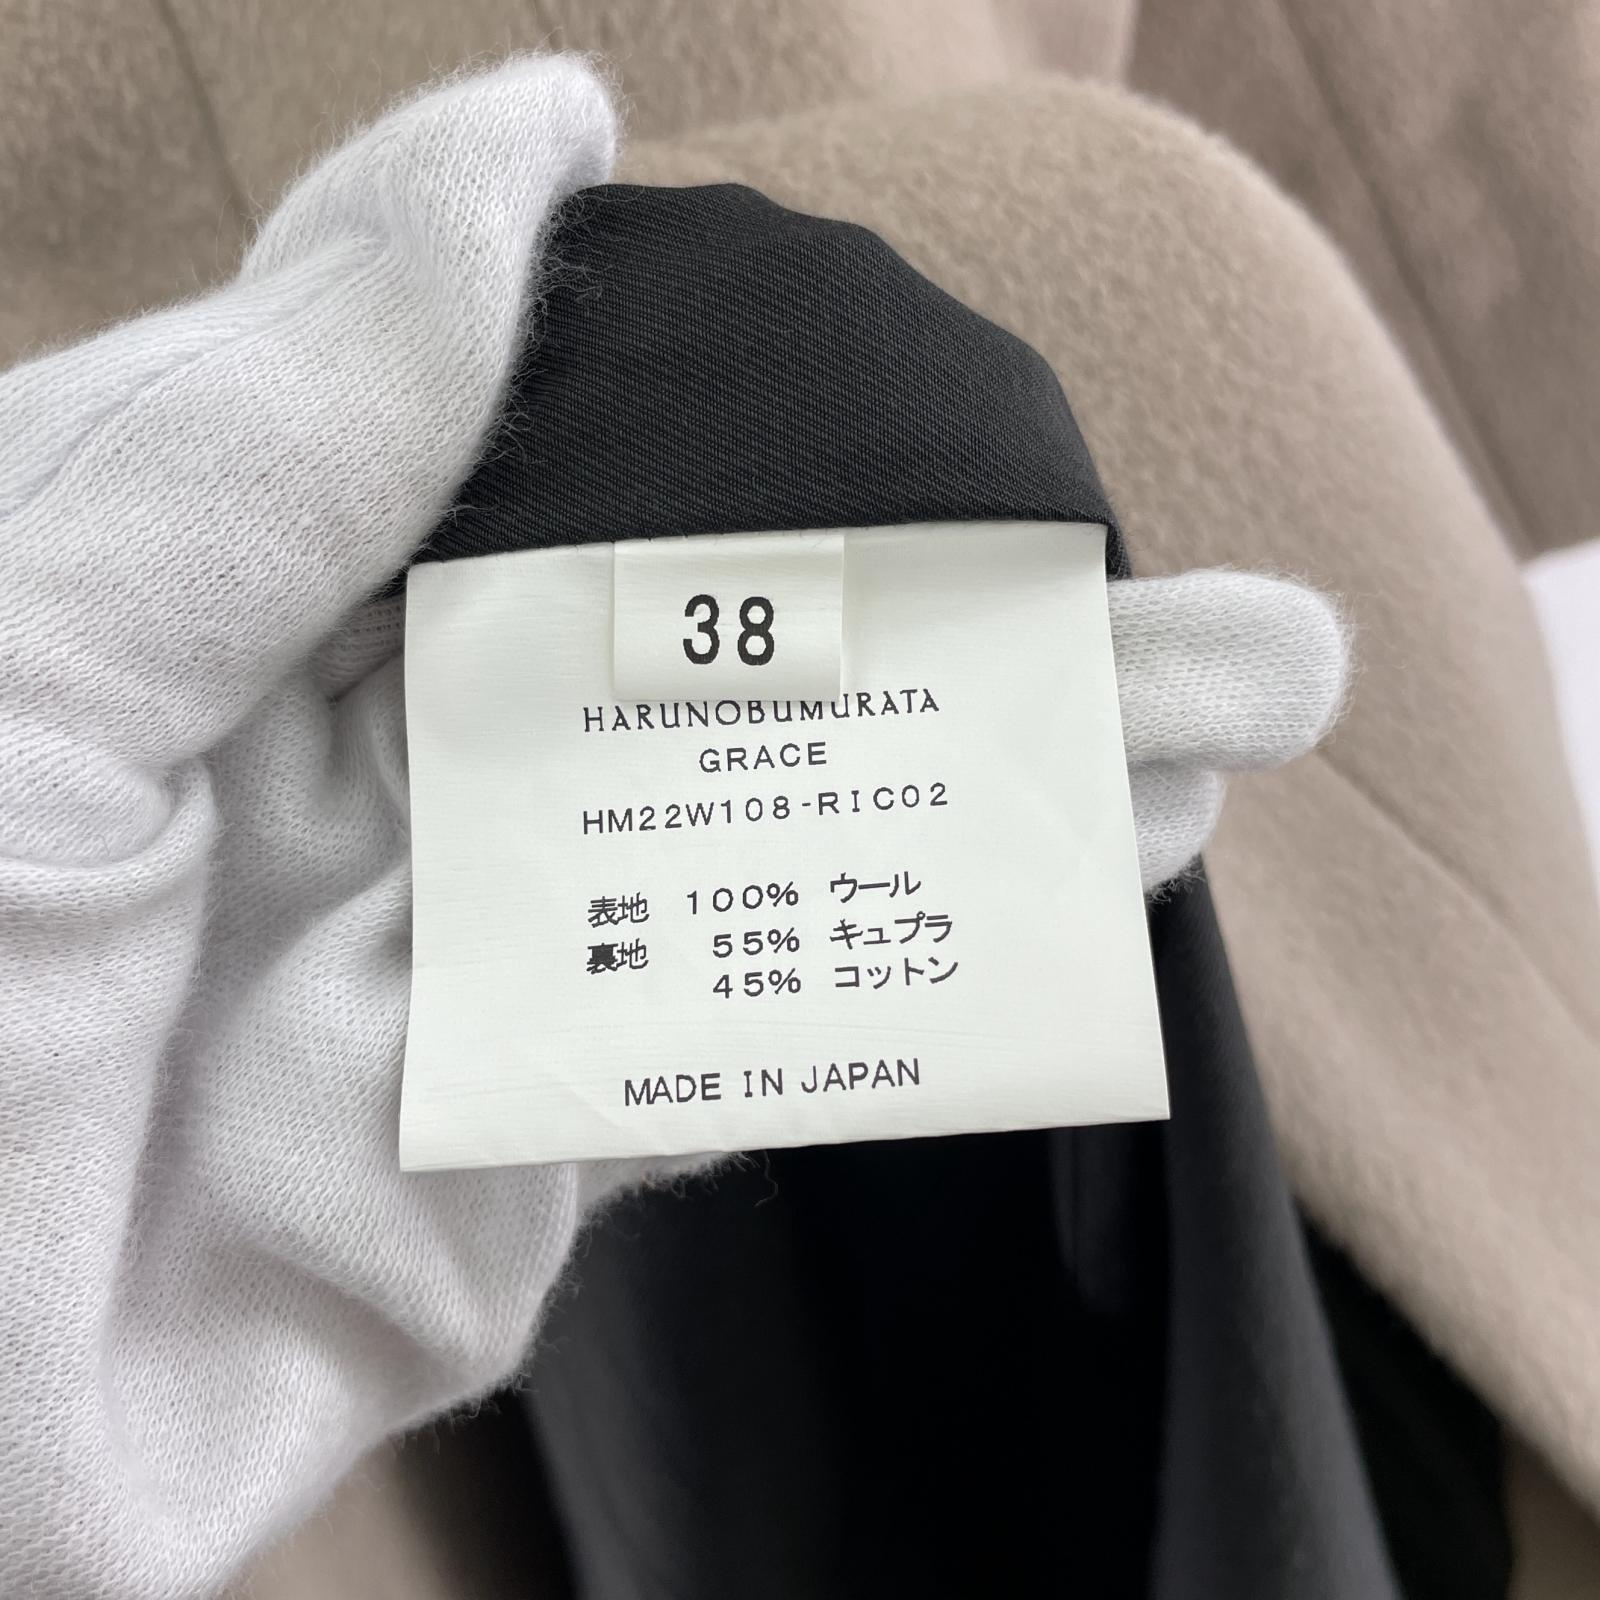 38
HARUNOBUMURATA
GRACE
HM22W108-RIC02
表地 100% ウール
裏地 55% キュプラ
45% コットン
MADE IN JAPAN